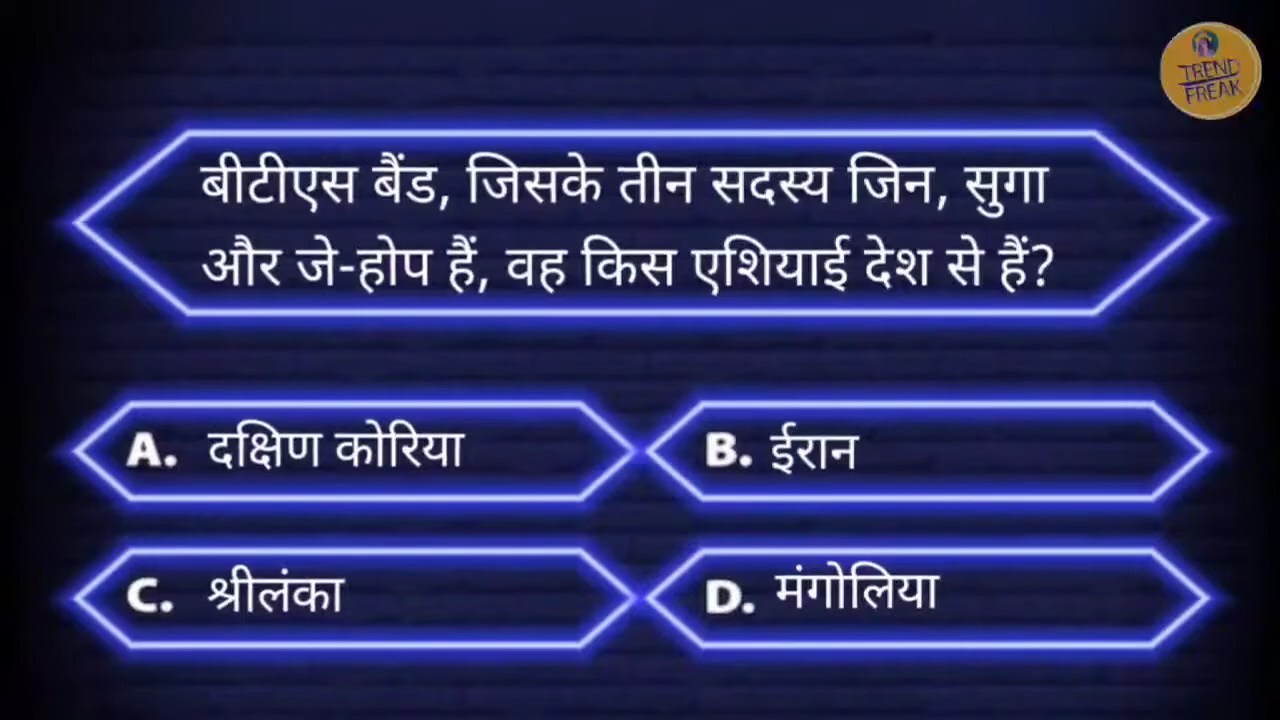 TREND
FREAK
बीटीएस बैंड, जिसके तीन सदस्य जिन, सुगा
और जे-होप हैं, वह किस एशियाई देश से हैं?
A. दक्षिण कोरिया
B. ईरान
C. श्रीलंका
D. मंगोलिया